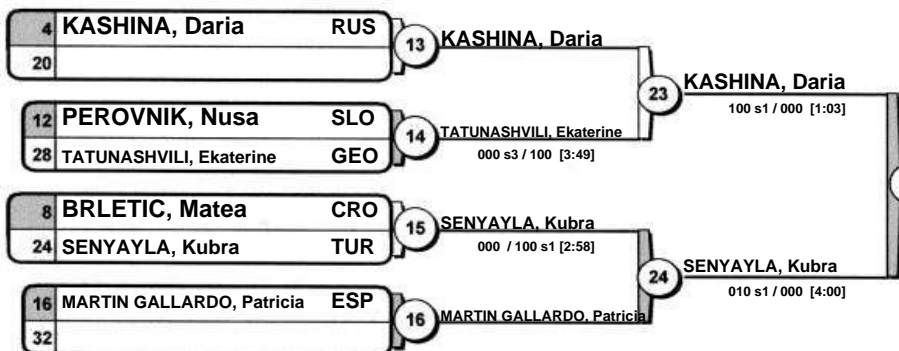 4 KASHINA, Daria RUS
20
13 KASHINA, Daria
12 PEROVNIK, Nusa SLO
28 TATUNASHVILI, Ekaterine GEO
14 TATUNASHVILI, Ekaterine
000 s3 / 100 [3:49]
23 KASHINA, Daria
100 s1 / 000 [1:03]
8 BRLETIC, Matea CRO
24 SENYAYLA, Kubra TUR
15 SENYAYLA, Kubra
000 / 100 s1 [2:58]
16 MARTIN GALLARDO, Patricia ESP
32
16 MARTIN GALLARDO, Patricia
24 SENYAYLA, Kubra
010 s1 / 000 [4:00]